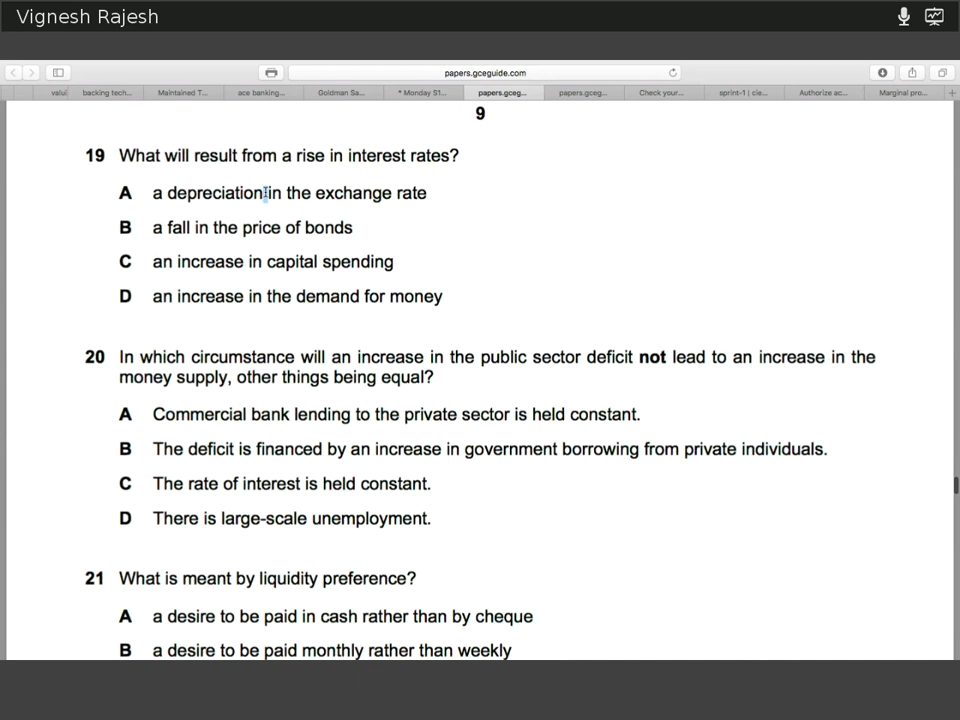 Vignesh Rajesh
papers.gceguide.com
valui backing tech... Maintained T... ace banking... Goldman Sa... * Monday S1... papers.gceg... papers.gceg... Check your... sprint-1 | cie... Authorize ac... Marginal pro... +
9
19 What will result from a rise in interest rates?
A a depreciation in the exchange rate
B a fall in the price of bonds
C an increase in capital spending
D an increase in the demand for money
20 In which circumstance will an increase in the public sector deficit not lead to an increase in the
money supply, other things being equal?
A Commercial bank lending to the private sector is held constant.
B The deficit is financed by an increase in government borrowing from private individuals.
C The rate of interest is held constant.
D There is large-scale unemployment.
21 What is meant by liquidity preference?
A a desire to be paid in cash rather than by cheque
B a desire to be paid monthly rather than weekly